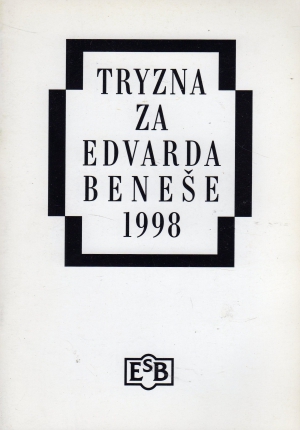 TRYZNA
ZA
EDVARDA
BENEŠE
1998
ESB